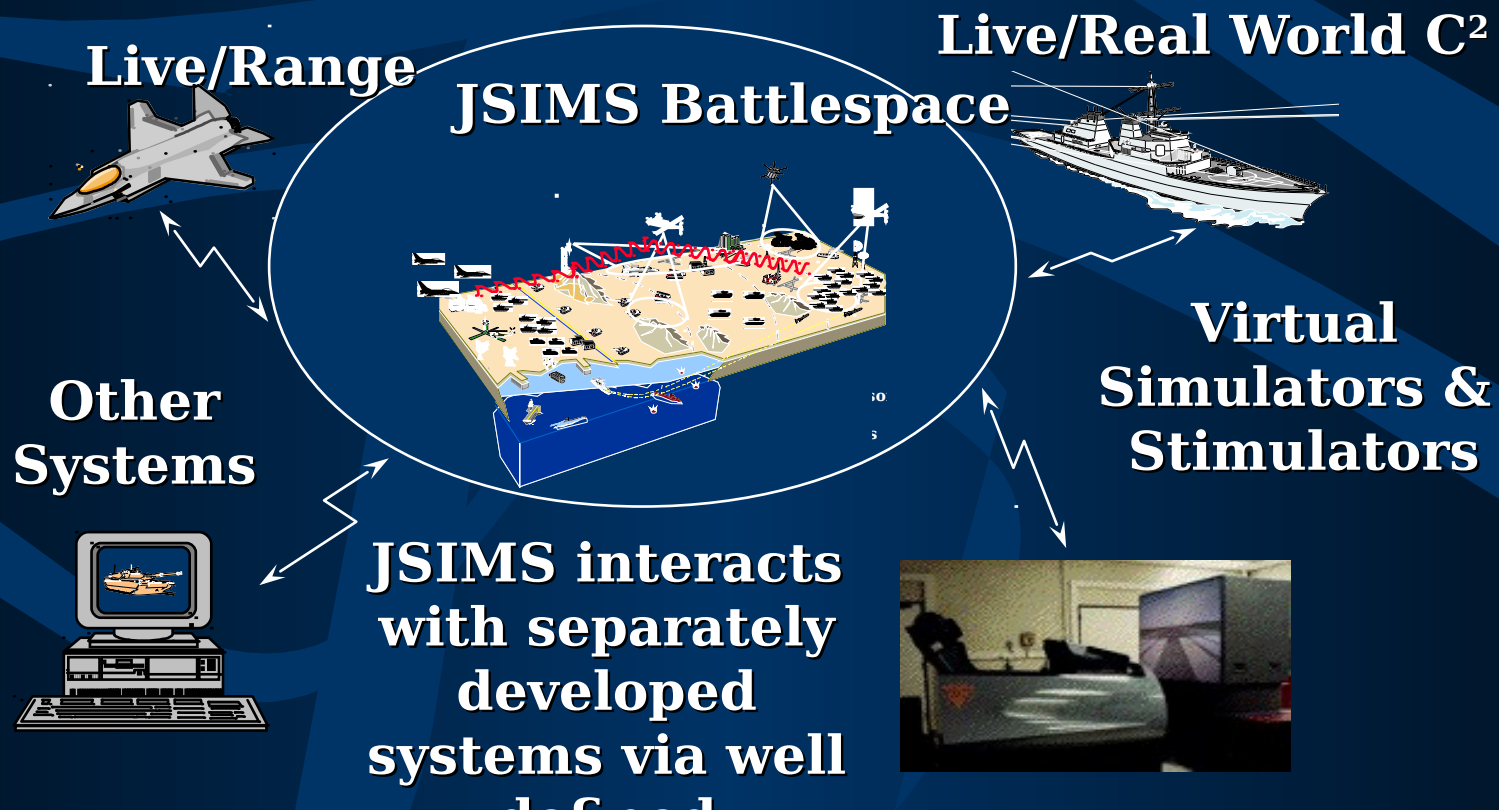 Live/Range
Live/Real World C²
JSIMS Battlespace
Virtual
Simulators &
Stimulators
Other
Systems
JSIMS interacts
with separately
developed
systems via well